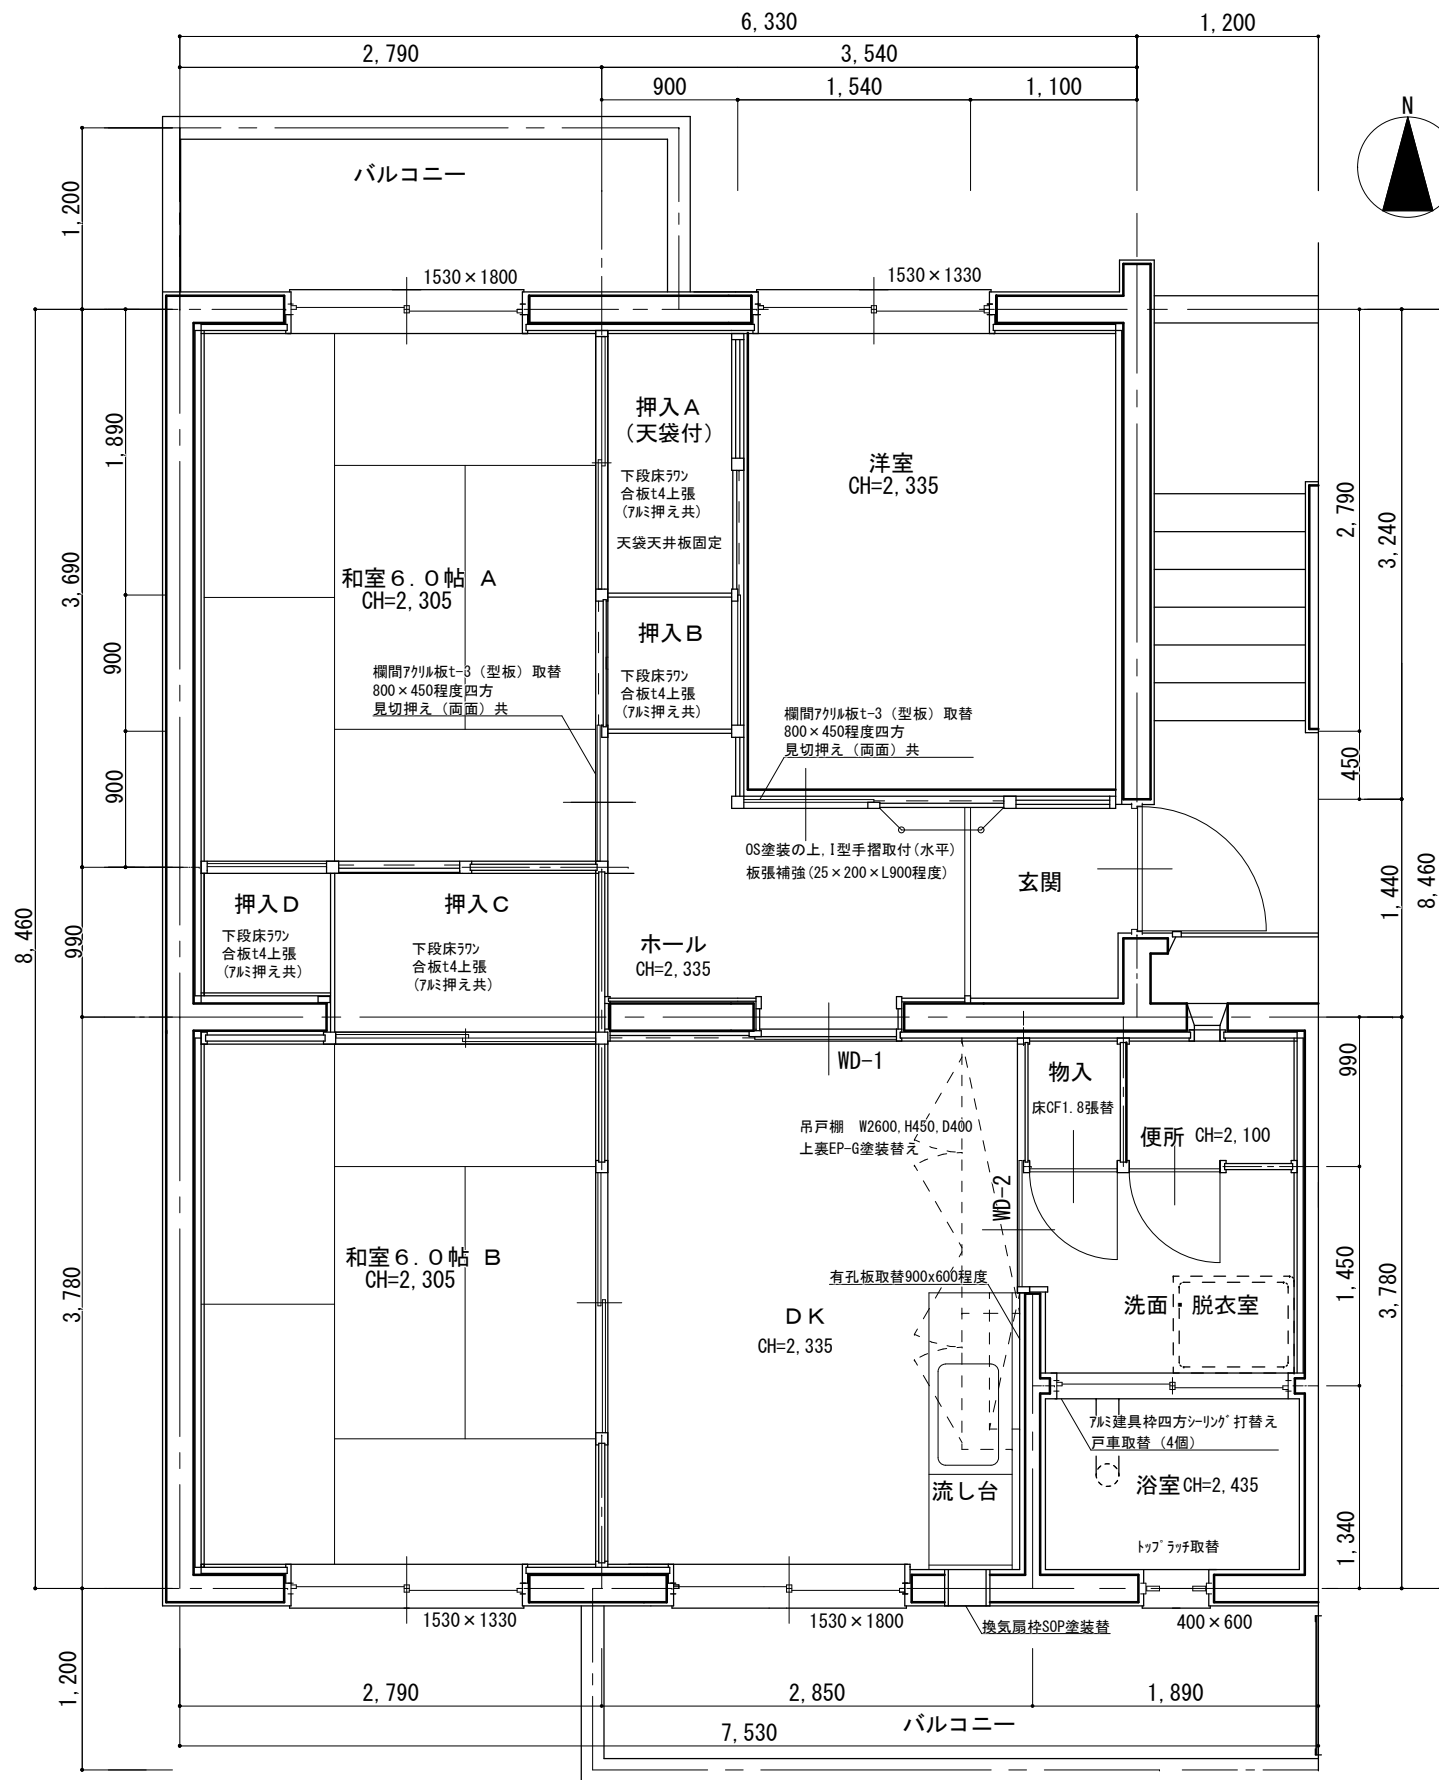 6,330
1,200
2,790
3,540
900
1,540
1,100
N
1,200
バルコニー
1530×1800
1530×1330
1,890
押入A
(天袋付)
下段床ラワン
合板t4上張
(アルミ押え共)
天袋天井板固定
洋室
CH=2,335
2,790
3,240
3,690
和室6.0帖 A
CH=2,305
押入B
下段床ラワン
合板t4上張
(アルミ押え共)
900
欄間アクリル板t-3(型板)取替
800×450程度四方
見切押え(両面)共
欄間アクリル板t-3(型板)取替
800×450程度四方
見切押え(両面)共
450
900
OS塗装の上,I型手摺取付(水平)
板張補強(25×200×L900程度)
玄関
1,440
8,460
8,460
990
押入D
下段床ラワン
合板t4上張
(アルミ押え共)
押入C
下段床ラワン
合板t4上張
(アルミ押え共)
ホール
CH=2,335
WD-1
物入
床CF1.8張替
990
吊戸棚 W2600,H450,D400
上裏EP-G塗装替え
便所 CH=2,100
WD-2
和室6.0帖 B
CH=2,305
有孔板取替900x600程度
3,780
1,450
3,780
DK
CH=2,335
洗面・脱衣室
アルミ建具枠四方シーリング打替え
戸車取替(4個)
流し台
浴室CH=2,435
トップラッチ取替
1,340
1530×1330
1530×1800
換気扇枠SOP塗装替
400×600
1,200
2,790
2,850
1,890
7,530
バルコニー